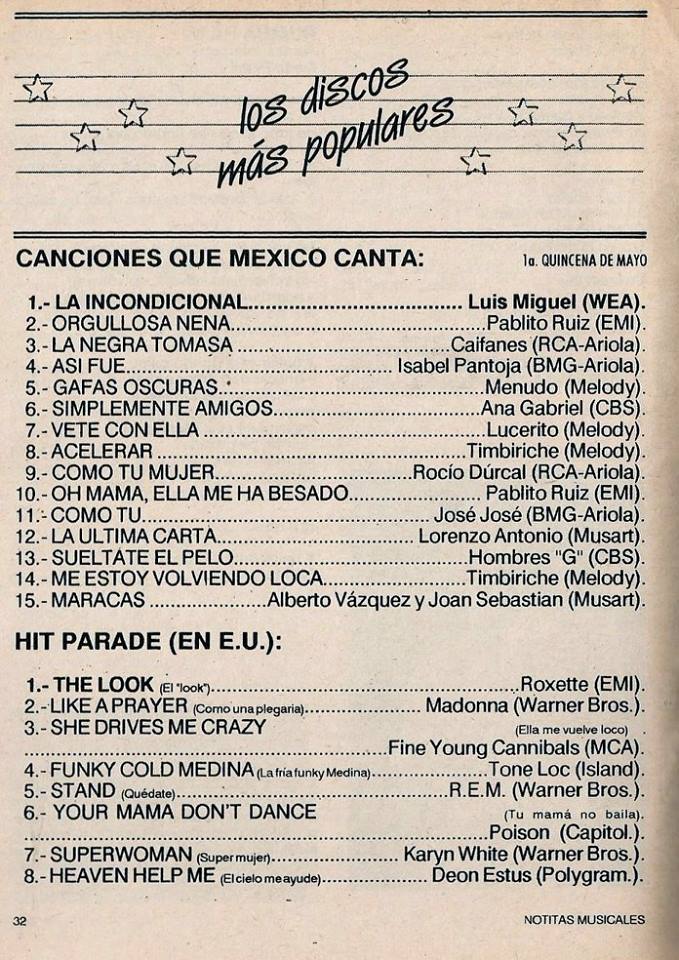 los discos
más populares
CANCIONES QUE MEXICO CANTA: 1a. QUINCENA DE MAYO
1.- LA INCONDICIONAL........................................ Luis Miguel (WEA).
2.- ORGULLOSA NENA........................................Pablito Ruiz (EMI).
3.- LA NEGRA TOMASA ................................Caifanes (RCA-Ariola).
4.- ASI FUE........................................ Isabel Pantoja (BMG-Ariola).
5.- GAFAS OSCURAS........................................Menudo (Melody).
6.- SIMPLEMENTE AMIGOS................................Ana Gabriel (CBS).
7.- VETE CON ELLA ........................................Lucerito (Melody).
8.- ACELERAR ........................................Timbiriche (Melody).
9.- COMO TU MUJER................................Rocío Dúrcal (RCA-Ariola).
10.- OH MAMA, ELLA ME HA BESADO....................Pablito Ruiz (EMI).
11.- COMO TU........................................José José (BMG-Ariola).
12.- LA ULTIMA CARTA................................Lorenzo Antonio (Musart).
13.- SUELTATE EL PELO................................Hombres "G" (CBS).
14.- ME ESTOY VOLVIENDO LOCA....................Timbiriche (Melody).
15.- MARACAS ................Alberto Vázquez y Joan Sebastian (Musart).
HIT PARADE (EN E.U.):
1.- THE LOOK (El "look")........................................Roxette (EMI).
2.- LIKE A PRAYER (Como una plegaria)................ Madonna (Warner Bros.).
3.- SHE DRIVES ME CRAZY (Ella me vuelve loco) .
........................................Fine Young Cannibals (MCA).
4.- FUNKY COLD MEDINA (La fría funky Medina)................Tone Loc (Island).
5.- STAND (Quédate)................................R.E.M. (Warner Bros.).
6.- YOUR MAMA DON'T DANCE (Tu mamá no baila).
........................................Poison (Capitol.).
7.- SUPERWOMAN (Super mujer)....................Karyn White (Warner Bros.).
8.- HEAVEN HELP ME (El cielo me ayude)................ Deon Estus (Polygram.).
32 NOTITAS MUSICALES